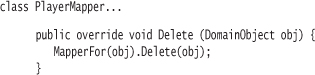 class PlayerMapper...
public override void Delete (DomainObject obj) {
MapperFor(obj).Delete(obj);
}